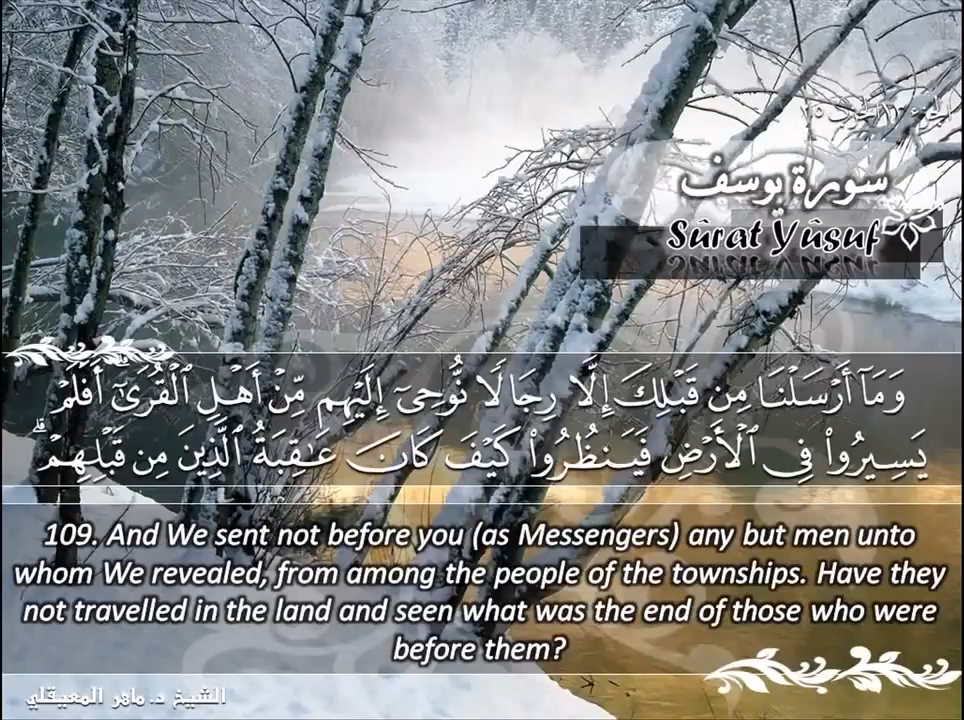 سورة يوسف
Sûrat Yûsuf
وَمَآ أَرْسَلْنَا مِن قَبْلِكَ إِلَّا رِجَالًا نُّوحِىٓ إِلَيْهِم مِّنْ أَهْلِ ٱلْقُرَىٰٓ ۗ أَفَلَمْ
يَسِيرُوا۟ فِى ٱلْأَرْضِ فَيَنظُرُوا۟ كَيْفَ كَانَ عَـٰقِبَةُ ٱلَّذِينَ مِن قَبْلِهِمْ ۗ
109. And We sent not before you (as Messengers) any but men unto
whom We revealed, from among the people of the townships. Have they
not travelled in the land and seen what was the end of those who were
before them?
الشيخ د. ماهر المعيقلي